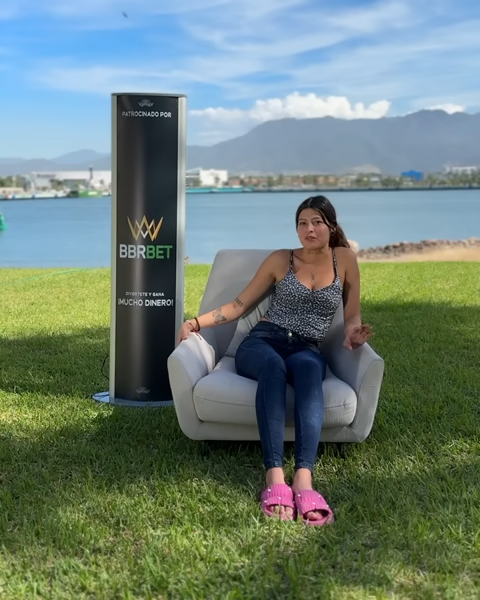 PATROCINADO POR
BBRBET
DIVIÉRTETE Y GANA
¡MUCHO DINERO!